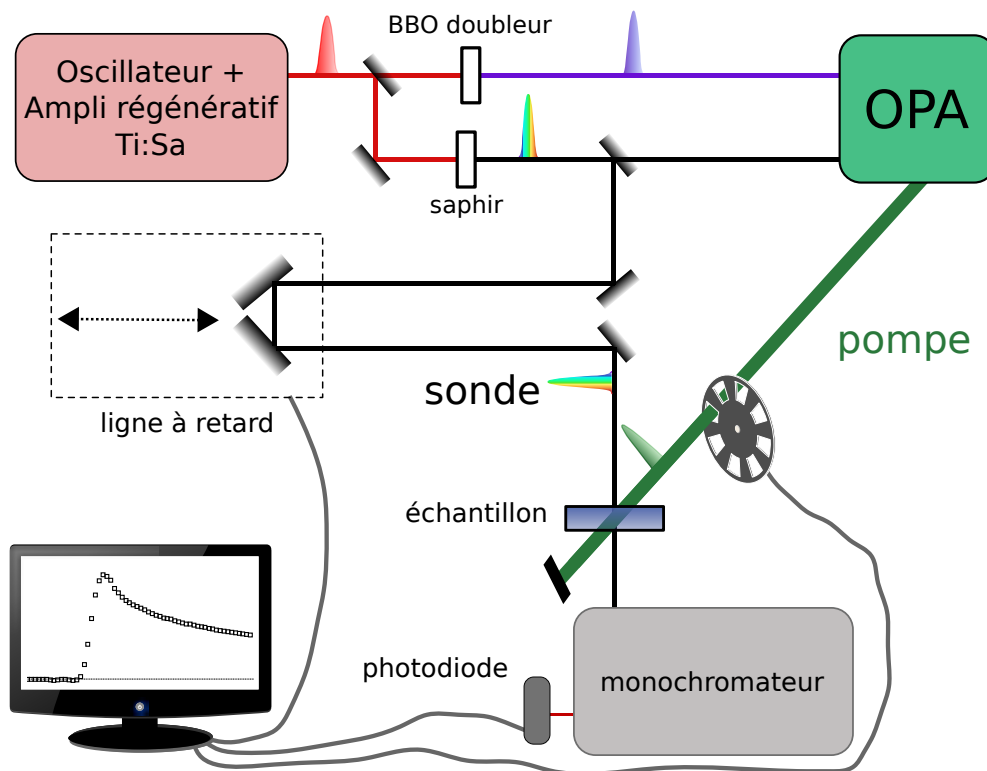 BBO doubleur
Oscillateur +
Ampli régénératif
Ti:Sa
OPA
saphir
pompe
sonde
ligne à retard
échantillon
photodiode
monochromateur